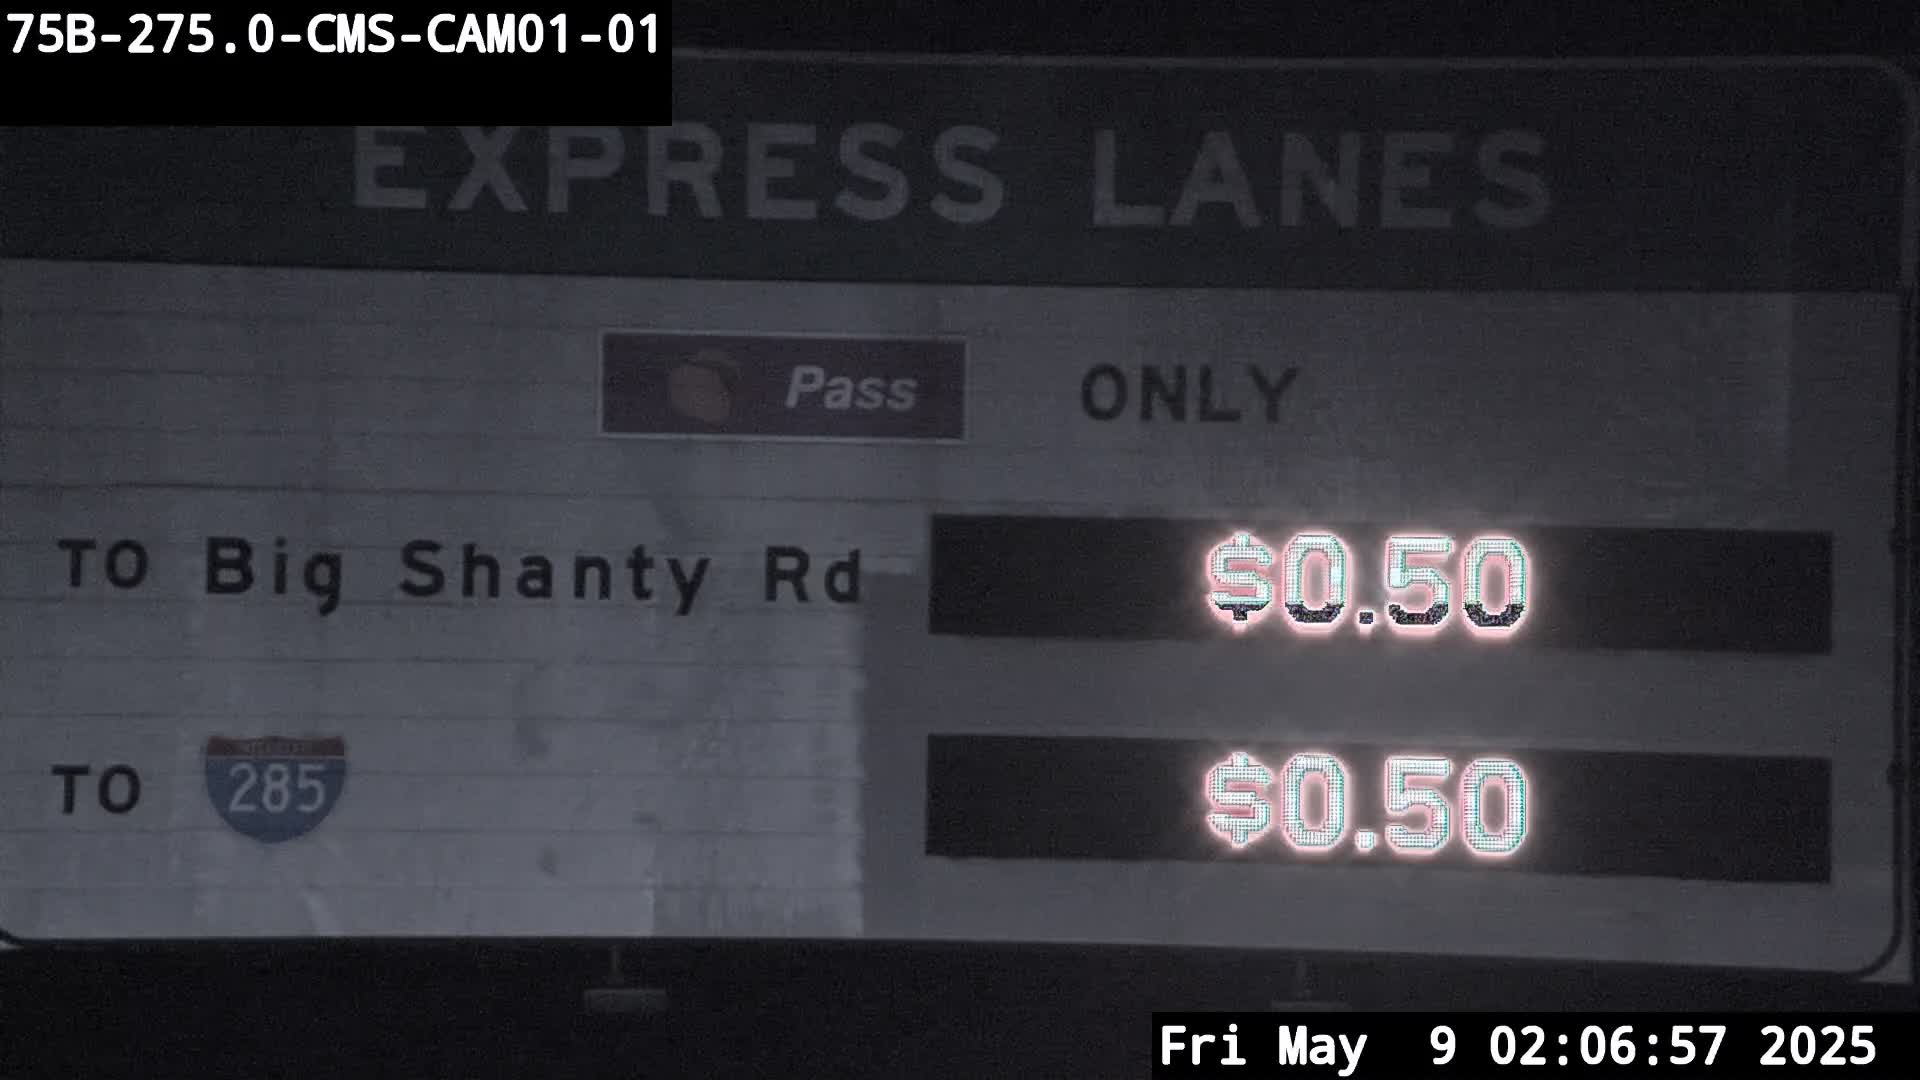 75B-275.0-CMS-CAM01-01
EXPRESS LANES
Pass ONLY
TO Big Shanty Rd $0.50
TO 285 $0.50
Fri May 9 02:06:57 2025